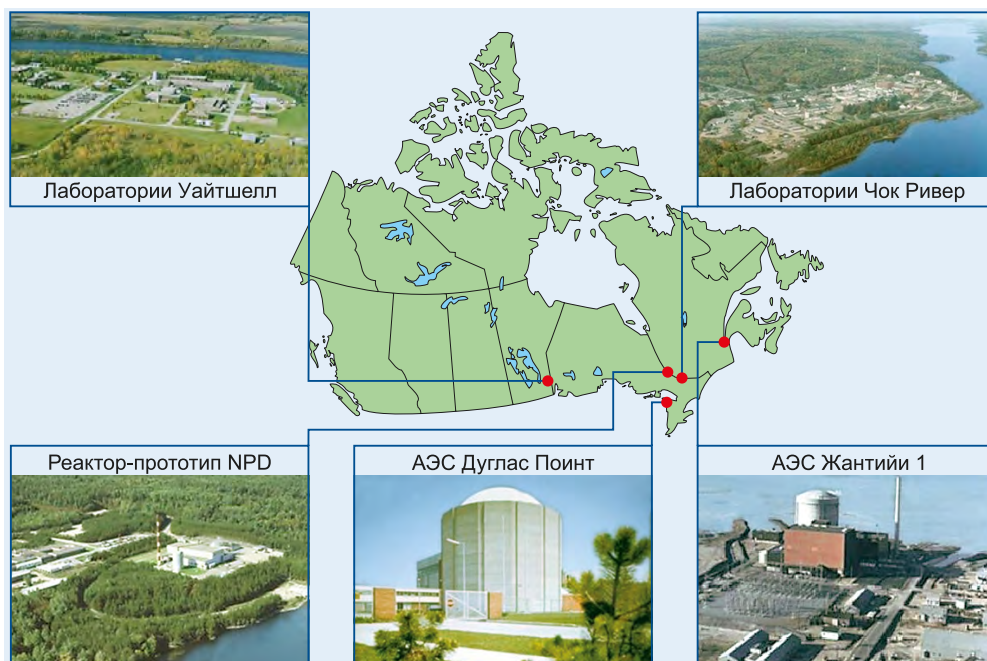 Лаборатории Уайтшелл
Лаборатории Чок Ривер
Реактор-прототип NPD
АЭС Дуглас Поинт
АЭС Жантийи 1